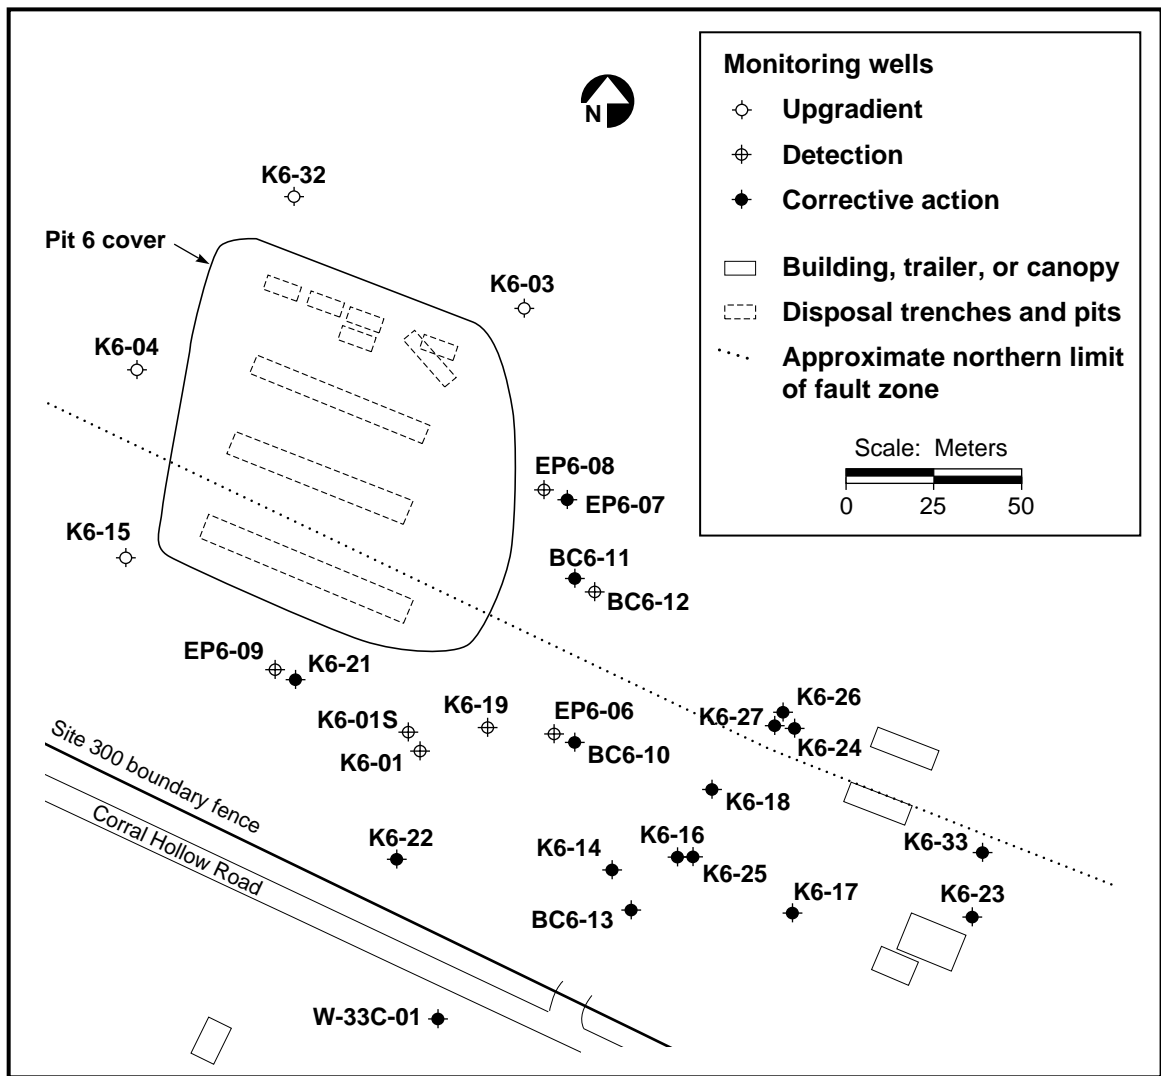 Monitoring wells
Upgradient
Detection
Corrective action
Building, trailer, or canopy
Disposal trenches and pits
Approximate northern limit
of fault zone
Scale: Meters
0 25 50
N
K6-32
Pit 6 cover
K6-03
K6-04
EP6-08
EP6-07
K6-15
BC6-11
BC6-12
EP6-09
K6-21
K6-01S
K6-19
EP6-06
K6-01
BC6-10
K6-26
K6-27
K6-24
K6-18
Site 300 boundary fence
Corral Hollow Road
K6-22
K6-14
K6-16
K6-25
K6-33
K6-17
K6-23
BC6-13
W-33C-01